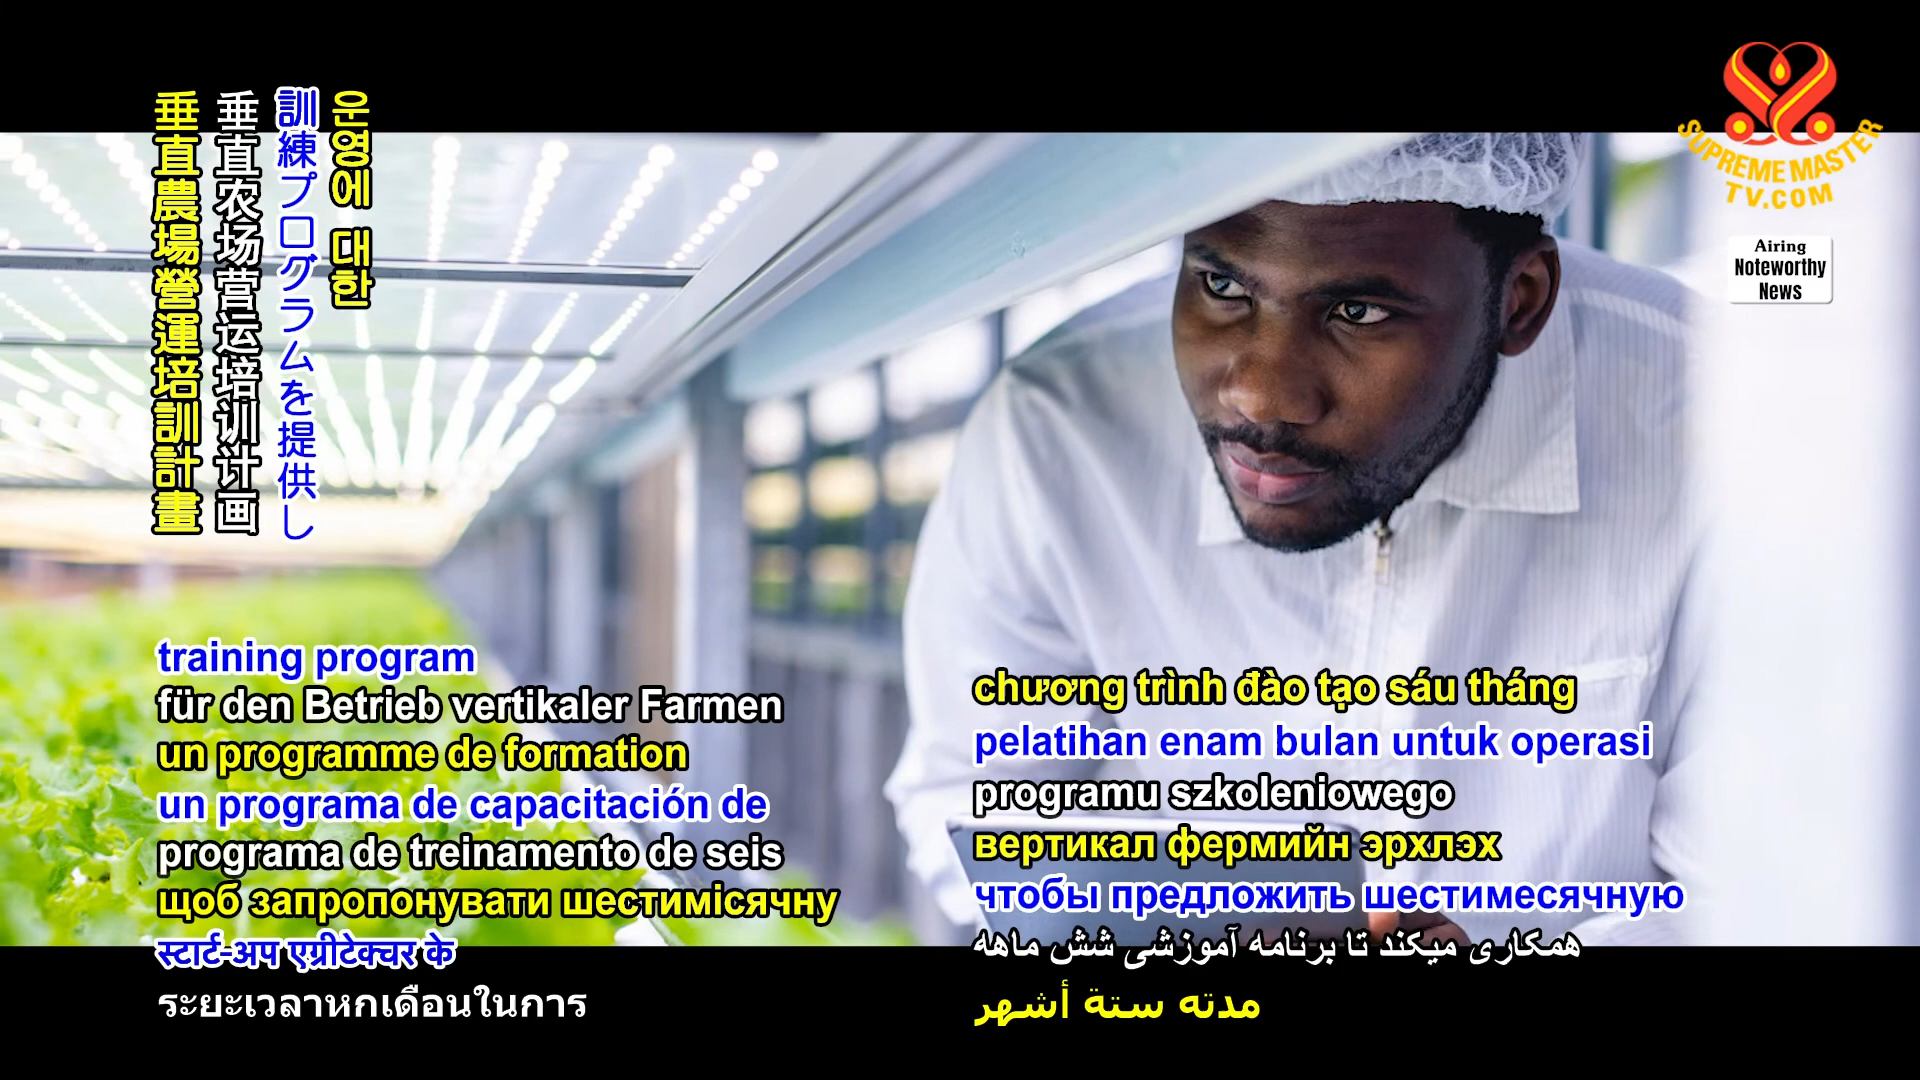 垂直農場營運培訓計畫
垂直农场营运培训计画
訓練プログラムを提供し
운영에 대한
SUPREME MASTER
TV.COM
Airing
Noteworthy
News
training program
für den Betrieb vertikaler Farmen
un programme de formation
un programa de capacitación de
programa de treinamento de seis
щоб запропонувати шестимісячну
स्टार्ट-अप एग्रीटेक्चर के
ระยะเวลาหกเดือนในการ
chương trình đào tạo sáu tháng
pelatihan enam bulan untuk operasi
programu szkoleniowego
вертикал фермийн эрхлэх
чтобы предложить шестимесячную
همکاری میکند تا برنامه آموزشی شش ماهه
مدته ستة أشهر